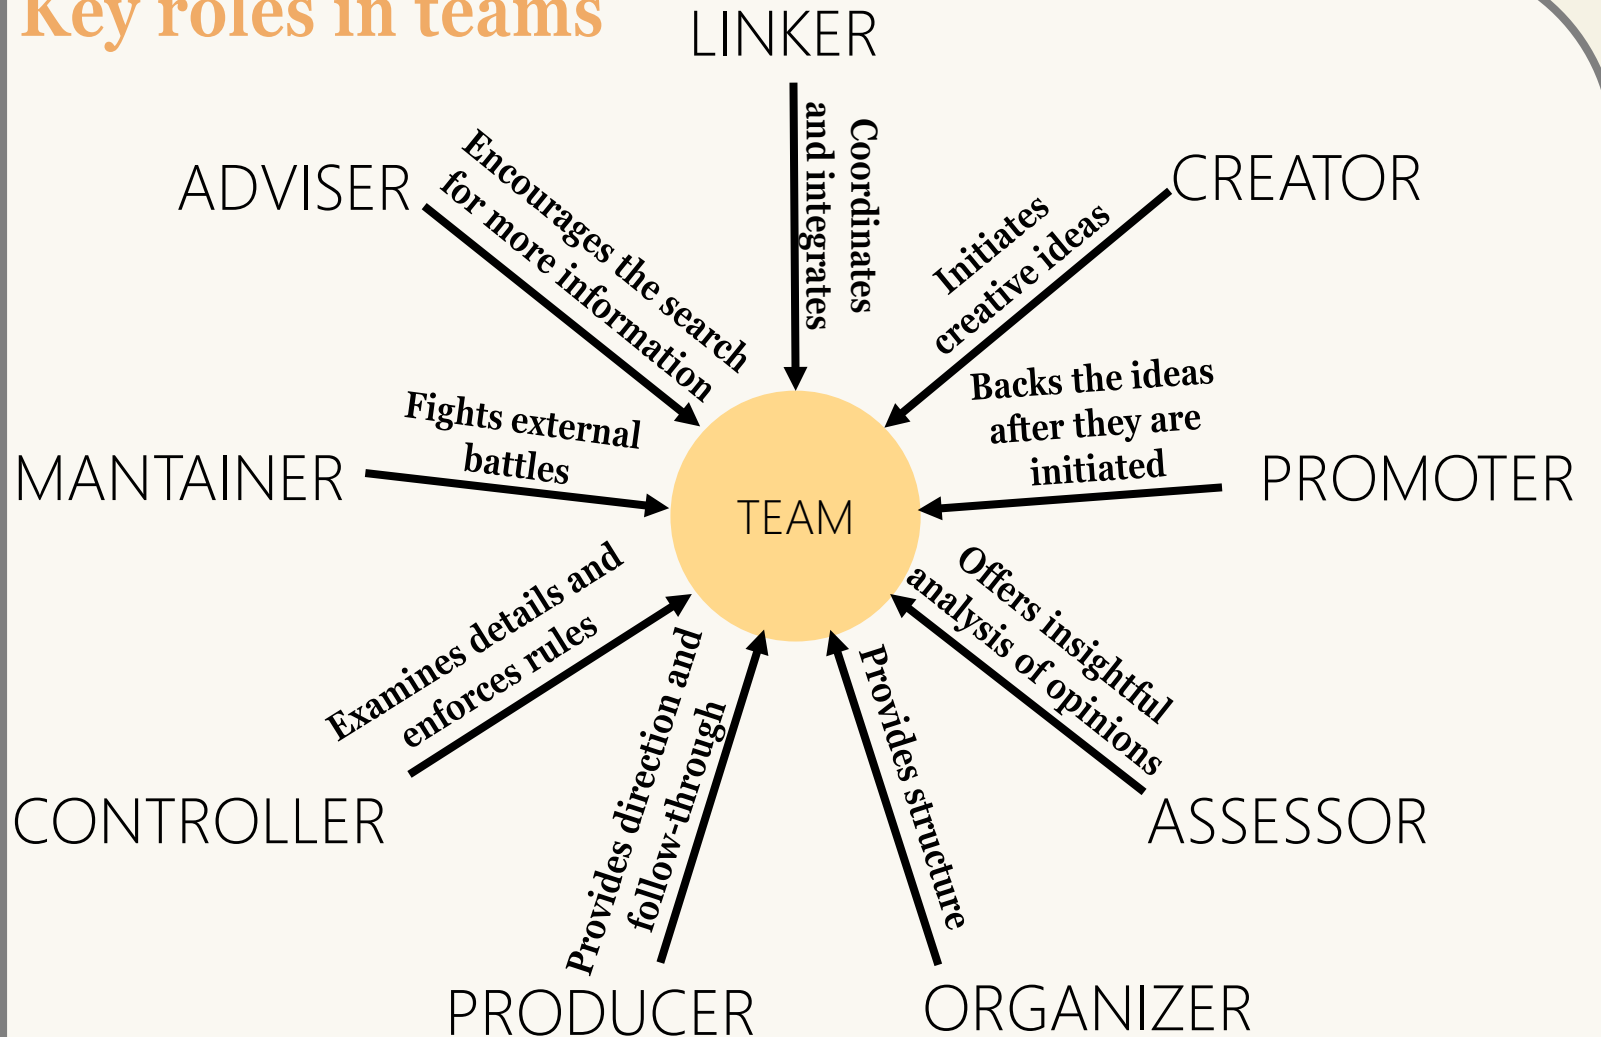 Key roles in teams
LINKER
Coordinates
and integrates
CREATOR
Initiates
creative ideas
PROMOTER
Backs the ideas
after they are
initiated
ASSESSOR
Offers insightful
analysis of opinions
ORGANIZER
Provides structure
PRODUCER
Provides direction and
follow-through
CONTROLLER
Examines details and
enforces rules
MANTAINER
Fights external
battles
ADVISER
Encourages the search
for more information
TEAM